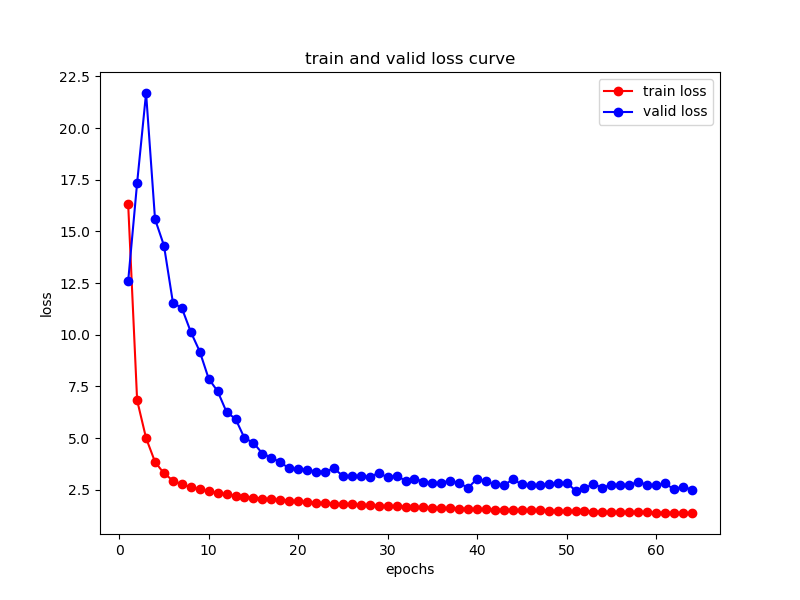 train and valid loss curve
22.5
20.0
17.5
15.0
12.5
10.0
7.5
5.0
2.5
loss
train loss
valid loss
0 10 20 30 40 50 60
epochs